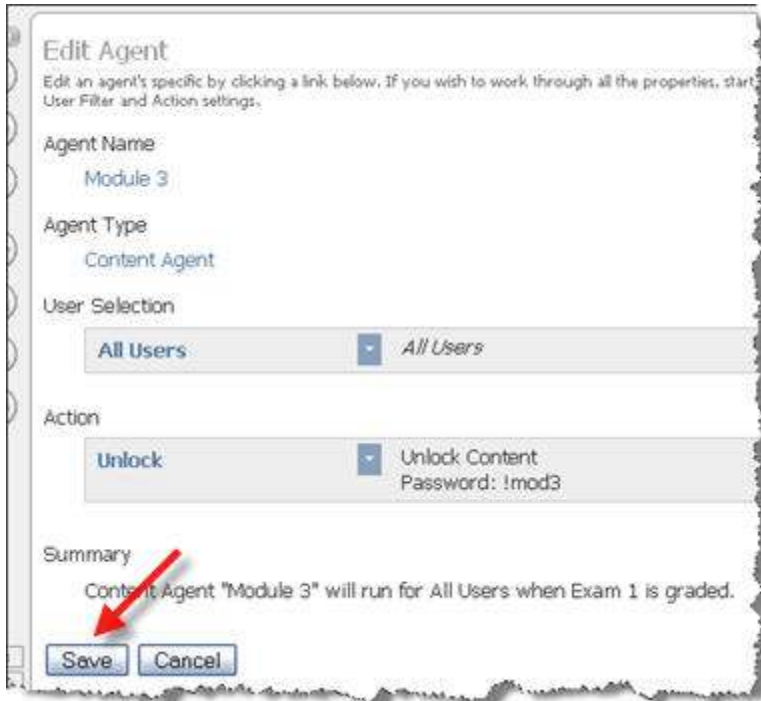 Edit Agent
Edit an agent's specific by clicking a link below. If you wish to work through all the properties, start
User Filter and Action settings.
Agent Name
Module 3
Agent Type
Content Agent
User Selection
All Users All Users
Action
Unlock Unlock Content
Password: !mod3
Summary
Content Agent "Module 3" will run for All Users when Exam 1 is graded.
Save Cancel